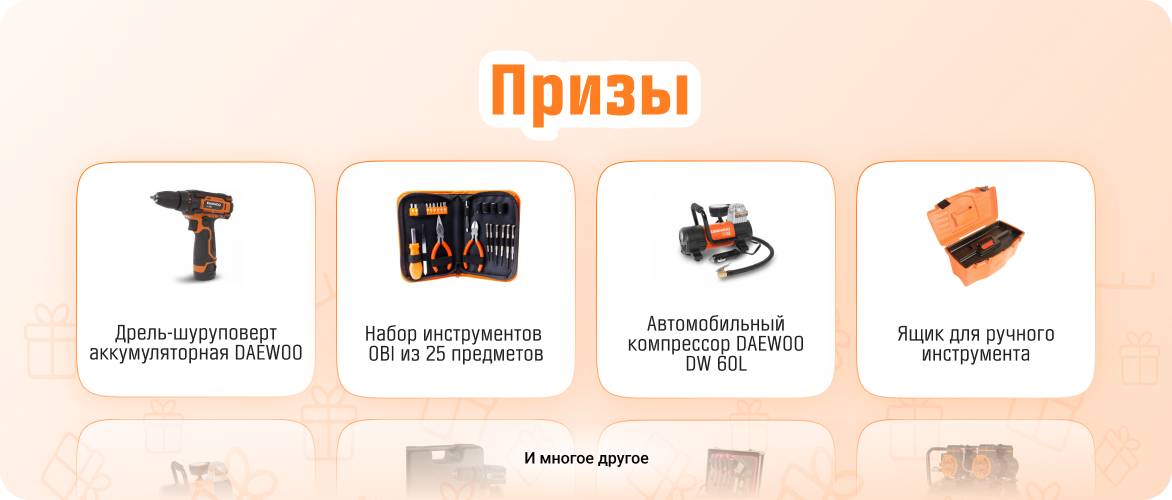 Призы
Дрель-шуруповерт
аккумуляторная DAEWOO
Набор инструментов
OBI из 25 предметов
Автомобильный
компрессор DAEWOO
DW 60L
Ящик для ручного
инструмента
И многое другое